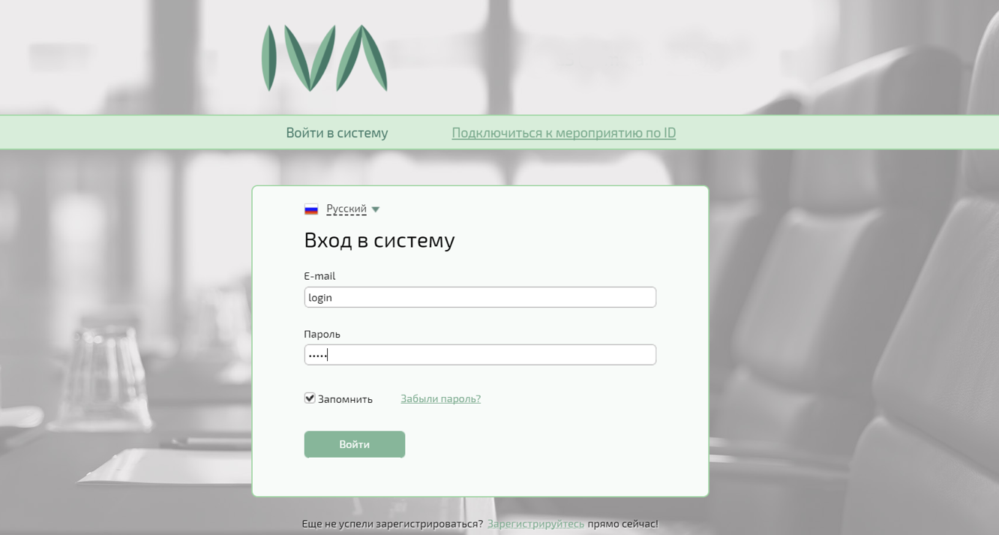 IVA
Войти в систему Подключиться к мероприятию по ID
Русский
Вход в систему
E-mail
login
Пароль
•••••
Запомнить Забыли пароль?
Войти
Еще не успели зарегистрироваться? Зарегистрируйтесь прямо сейчас!